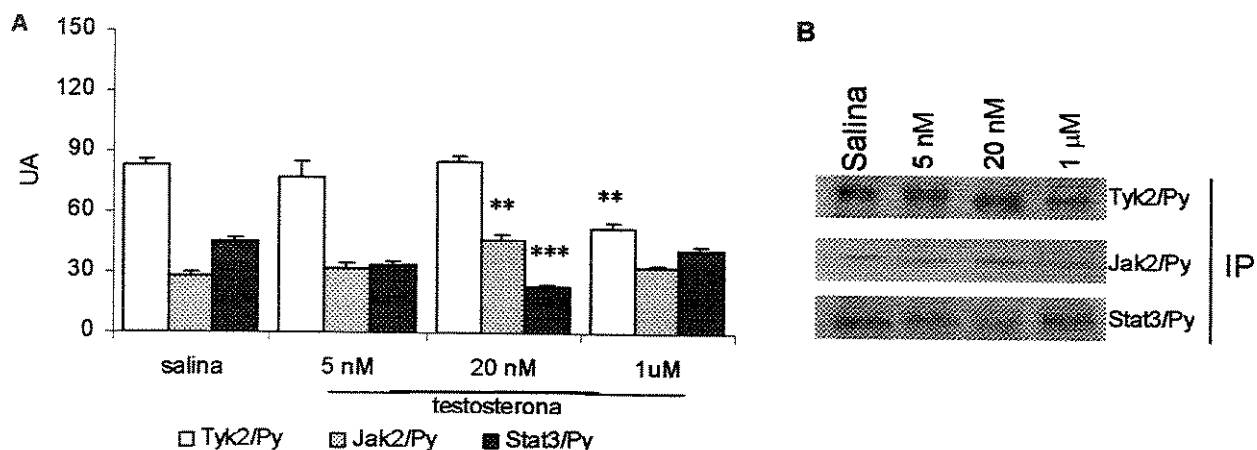 A
150
120
90
60
30
0
UA
**
***
**
salina
5 nM
20 nM
1uM
testosterona
Tyk2/Py
Jak2/Py
Stat3/Py
B
Salina
5 nM
20 nM
1 µM
Tyk2/Py
Jak2/Py
Stat3/Py
IP